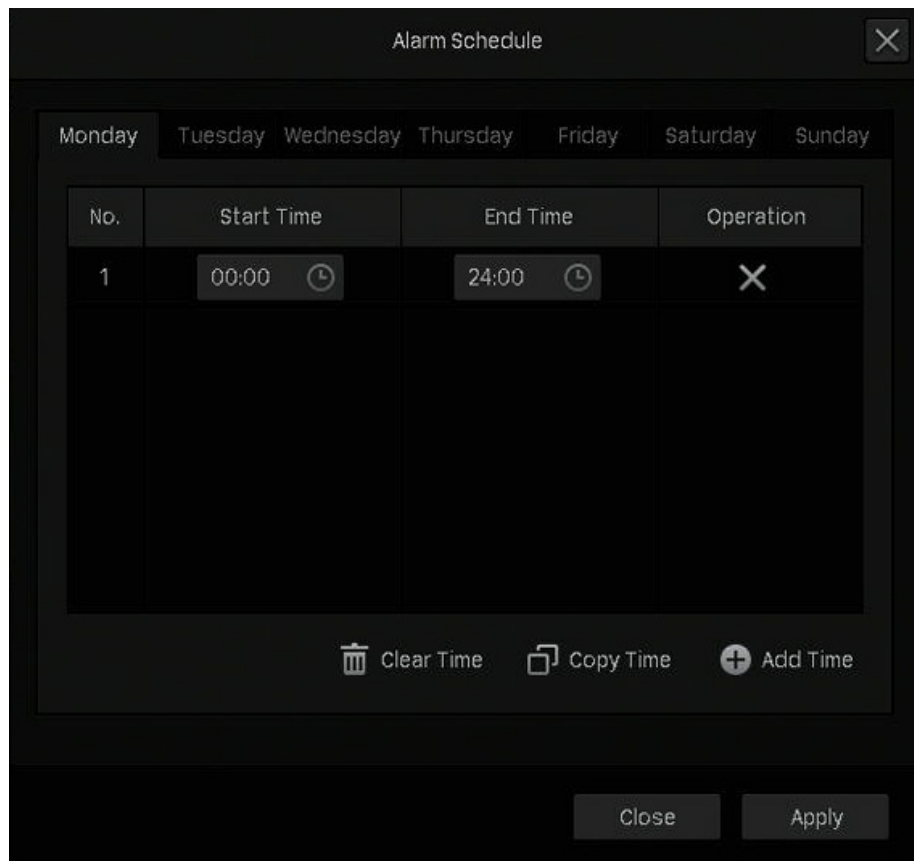 Alarm Schedule
Monday Tuesday Wednesday Thursday Friday Saturday Sunday
No. Start Time End Time Operation
1 00:00 24:00
Clear Time Copy Time Add Time
Close Apply